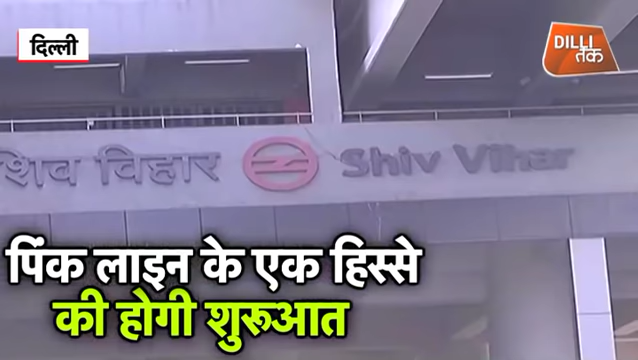 दिल्ली
DILLI
तक
शिव विहार Shiv Vihar
पिंक लाइन के एक हिस्से
की होगी शुरूआत